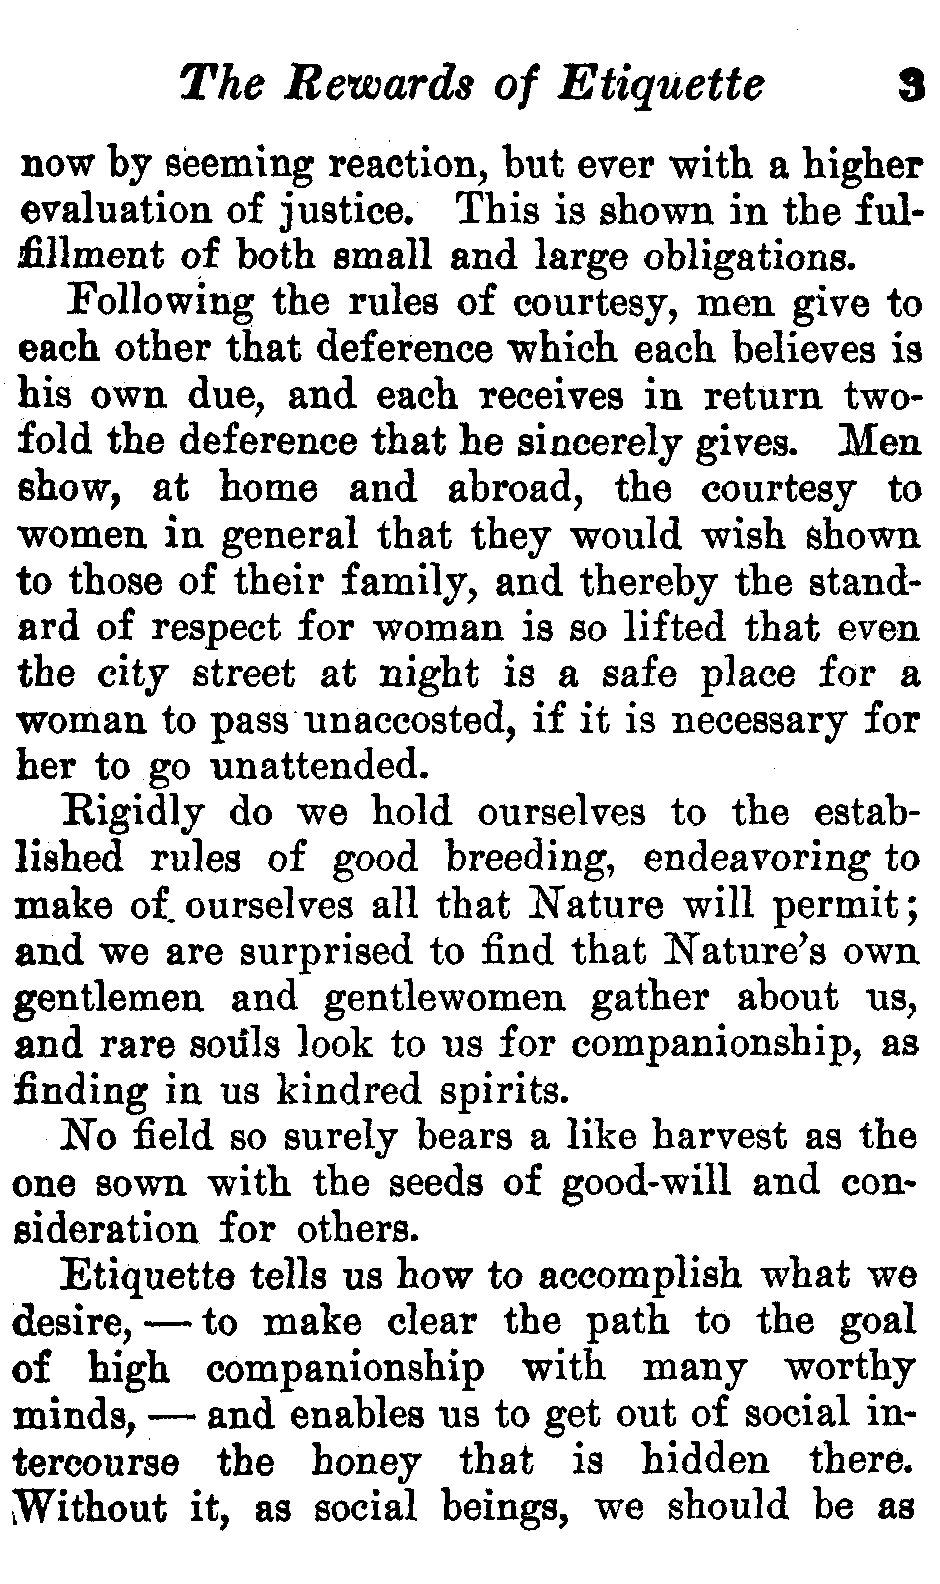 The Rewards of Etiquette 3
now by seeming reaction, but ever with a higher
evaluation of justice. This is shown in the ful-
fillment of both small and large obligations.
Following the rules of courtesy, men give to
each other that deference which each believes is
his own due, and each receives in return two-
fold the deference that he sincerely gives. Men
show, at home and abroad, the courtesy to
women in general that they would wish shown
to those of their family, and thereby the stand-
ard of respect for woman is so lifted that even
the city street at night is a safe place for a
woman to pass unaccosted, if it is necessary for
her to go unattended.
Rigidly do we hold ourselves to the estab-
lished rules of good breeding, endeavoring to
make of ourselves all that Nature will permit;
and we are surprised to find that Nature's own
gentlemen and gentlewomen gather about us,
and rare souls look to us for companionship, as
finding in us kindred spirits.
No field so surely bears a like harvest as the
one sown with the seeds of good-will and con-
sideration for others.
Etiquette tells us how to accomplish what we
desire, — to make clear the path to the goal
of high companionship with many worthy
minds, — and enables us to get out of social in-
tercourse the honey that is hidden there.
Without it, as social beings, we should be as